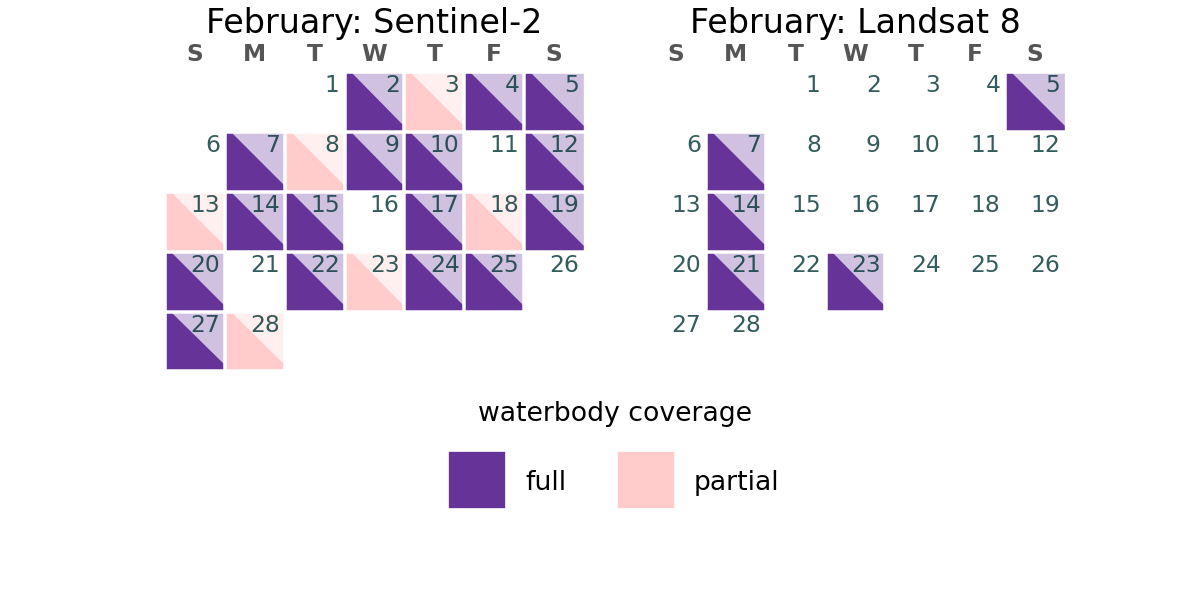 February: Sentinel-2
S M T W T F S
1 2 3 4 5
6 7 8 9 10 11 12
13 14 15 16 17 18 19
20 21 22 23 24 25 26
27 28
February: Landsat 8
S M T W T F S
1 2 3 4 5
6 7 8 9 10 11 12
13 14 15 16 17 18 19
20 21 22 23 24 25 26
27 28
waterbody coverage
full partial